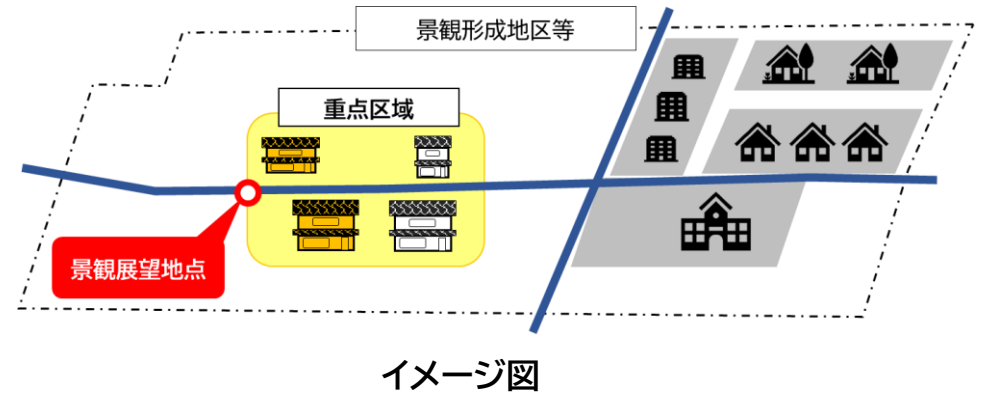 景観形成地区等
重点区域
景観展望地点
イメージ図